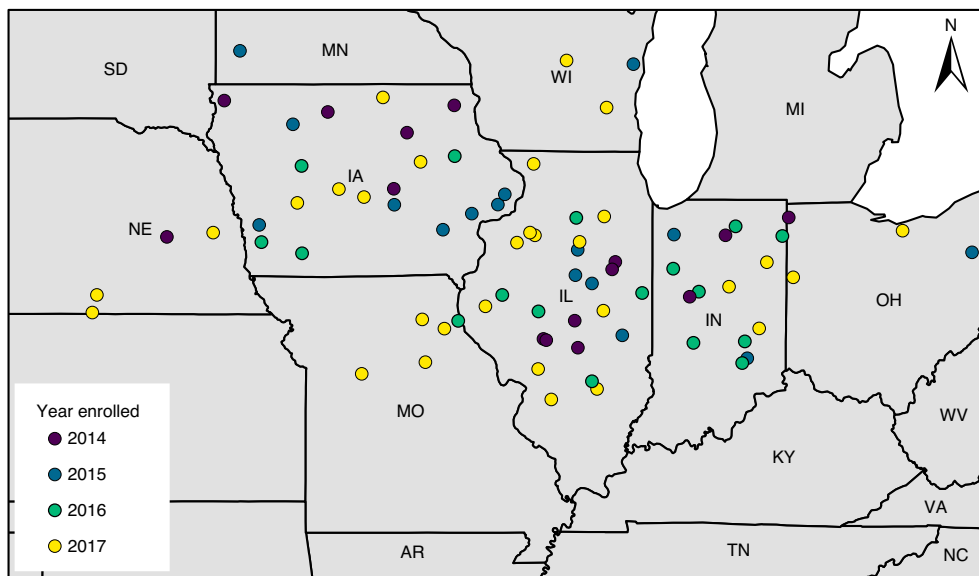 N
MN
SD
WI
MI
IA
NE
IL
OH
IN
MO
WV
KY
VA
AR
TN
NC
Year enrolled
2014
2015
2016
2017